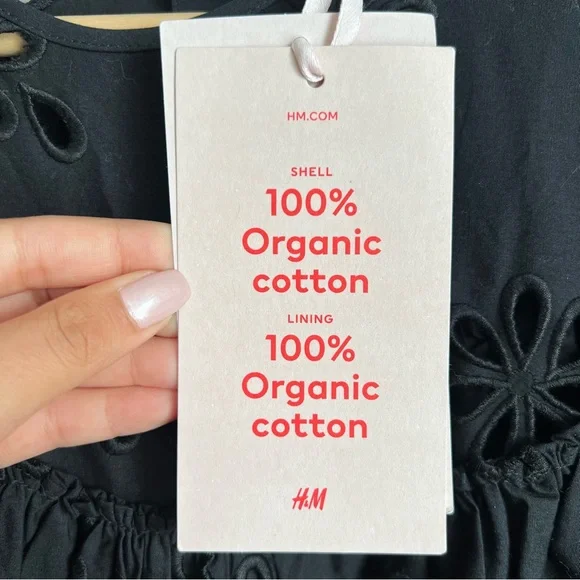 HM.COM
SHELL
100%
Organic
cotton
LINING
100%
Organic
cotton
H&M